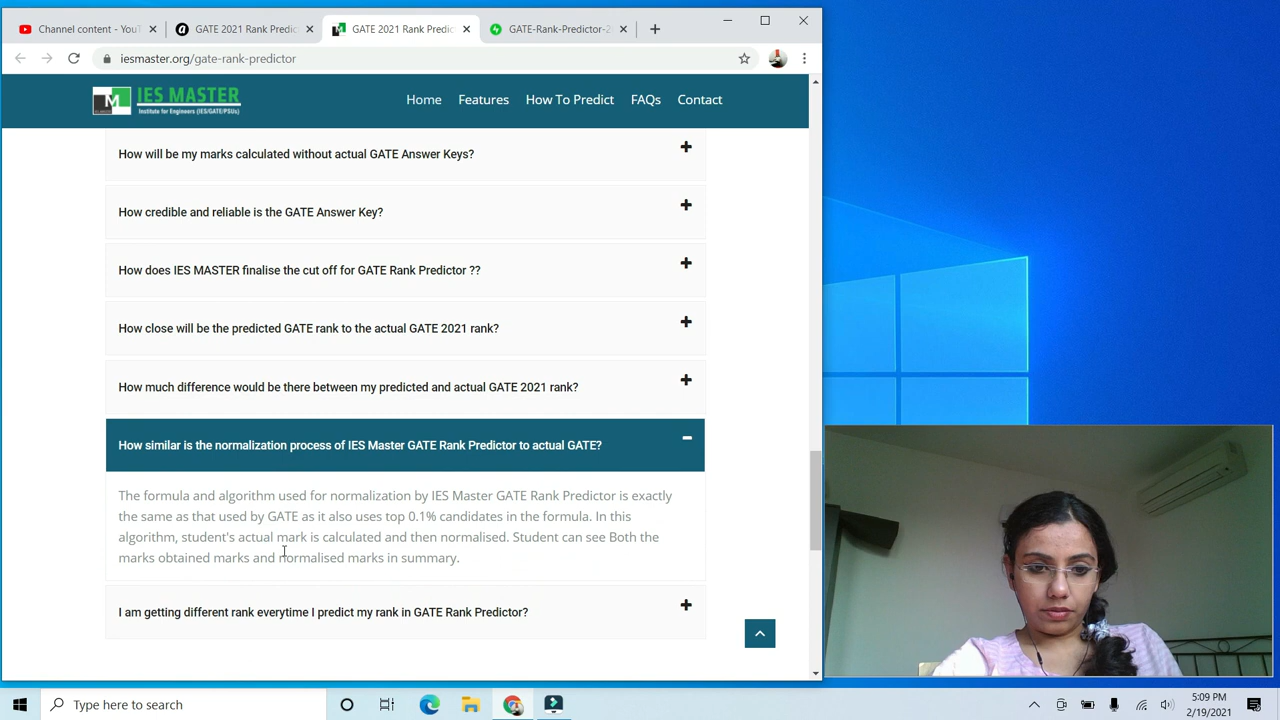 Channel content - YouT
GATE 2021 Rank Predic
GATE 2021 Rank Predic
GATE-Rank-Predictor-2
iesmaster.org/gate-rank-predictor
IES MASTER
Institute for Engineers (IES/GATE/PSUs)
Home Features How To Predict FAQs Contact
How will be my marks calculated without actual GATE Answer Keys?
How credible and reliable is the GATE Answer Key?
How does IES MASTER finalise the cut off for GATE Rank Predictor ??
How close will be the predicted GATE rank to the actual GATE 2021 rank?
How much difference would be there between my predicted and actual GATE 2021 rank?
How similar is the normalization process of IES Master GATE Rank Predictor to actual GATE?
The formula and algorithm used for normalization by IES Master GATE Rank Predictor is exactly
the same as that used by GATE as it also uses top 0.1% candidates in the formula. In this
algorithm, student's actual mark is calculated and then normalised. Student can see Both the
marks obtained marks and normalised marks in summary.
I am getting different rank everytime I predict my rank in GATE Rank Predictor?
Type here to search
5:09 PM
2/19/2021